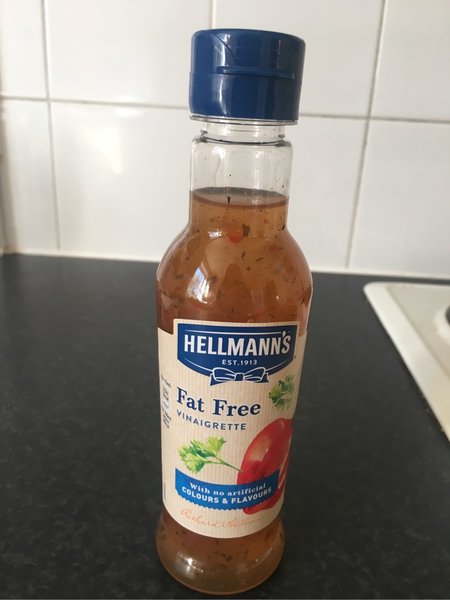 HELLMANN'S
EST. 1913
Fat Free
VINAIGRETTE
With no artificial
COLOURS & FLAVOURS